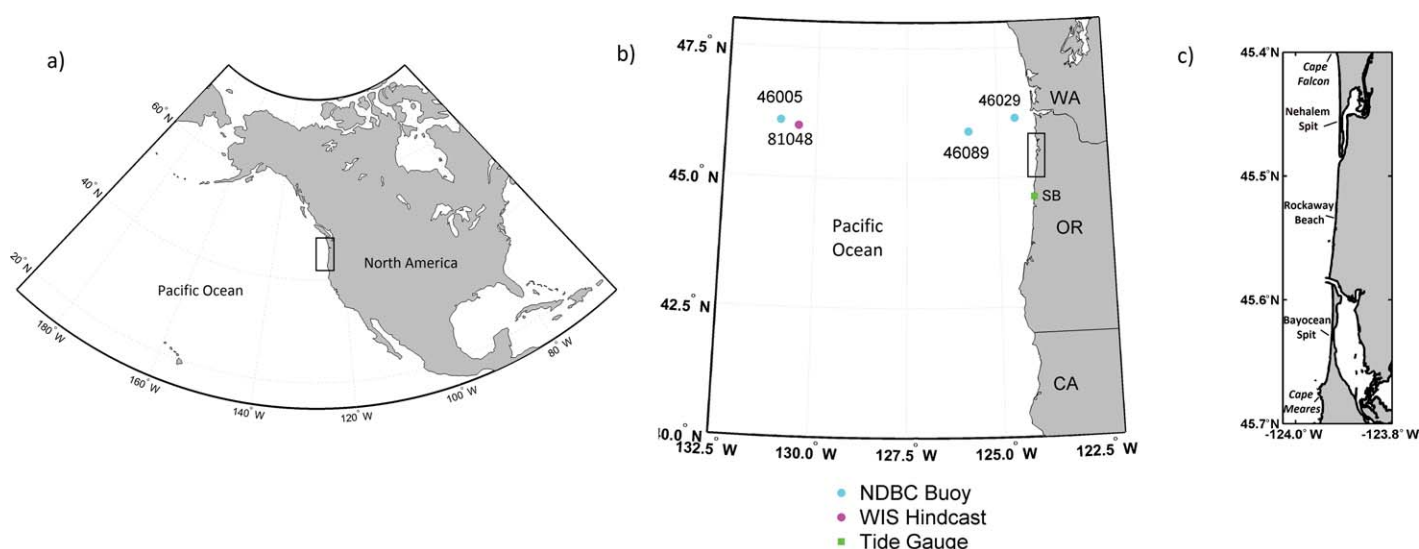 a)
60° N
40° N
20° N
180° W
160° W
140° W
120° W
100° W
80° W
Pacific Ocean
North America
b)
47.5° N
45.0° N
42.5° N
40.0° N
132.5° W
130.0° W
127.5° W
125.0° W
122.5° W
46005
81048
46029
46089
WA
SB
OR
CA
Pacific
Ocean
NDBC Buoy
WIS Hindcast
Tide Gauge
c)
45.4°N
Cape
Falcon
Nehalem
Spit
45.5°N
Rockaway
Beach
45.6°N
Bayocean
Spit
Cape
Meares
45.7°N
-124.0°W
-123.8°W